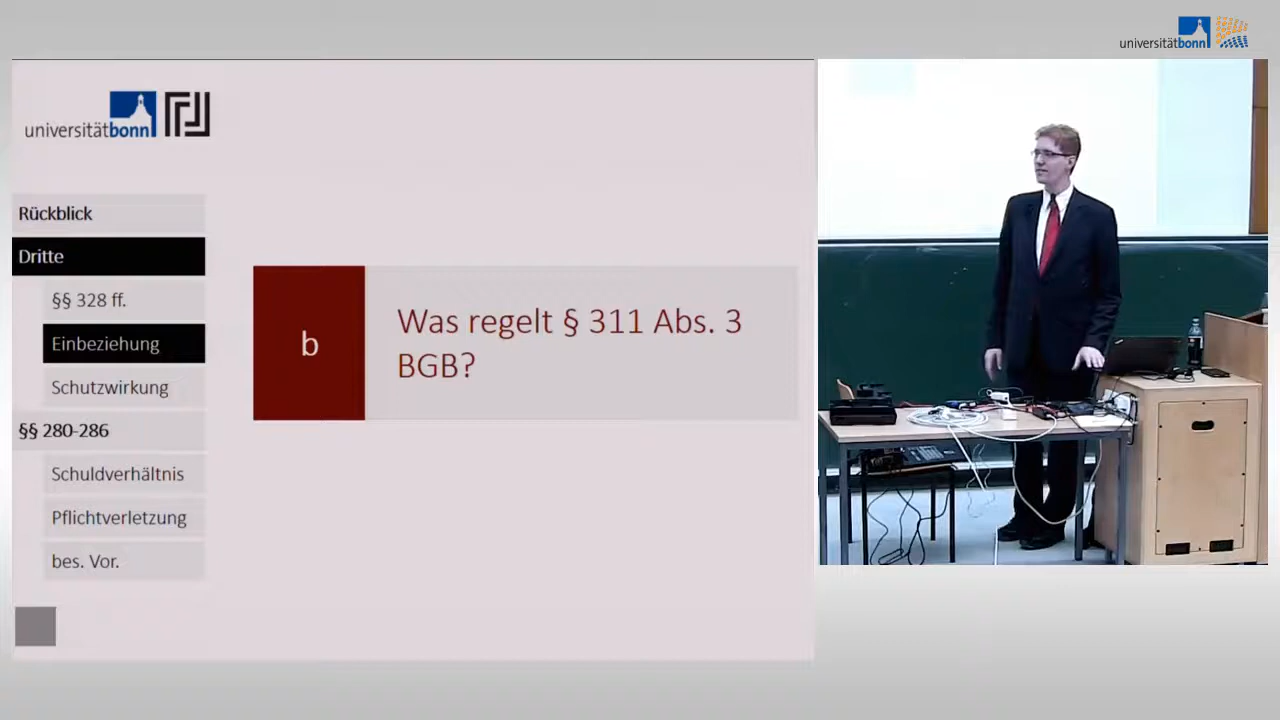 universitätbonn
universitätbonn
Rückblick
Dritte
§§ 328 ff.
Einbeziehung
Schutzwirkung
§§ 280-286
Schuldverhältnis
Pflichtverletzung
bes. Vor.
b
Was regelt § 311 Abs. 3
BGB?